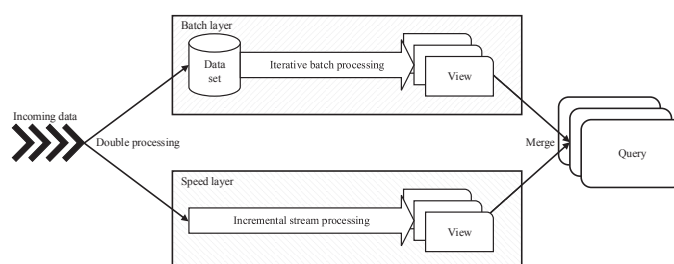 Batch layer
Data
set
Iterative batch processing
View
Incoming data
Double processing
Merge
Query
Speed layer
Incremental stream processing
View